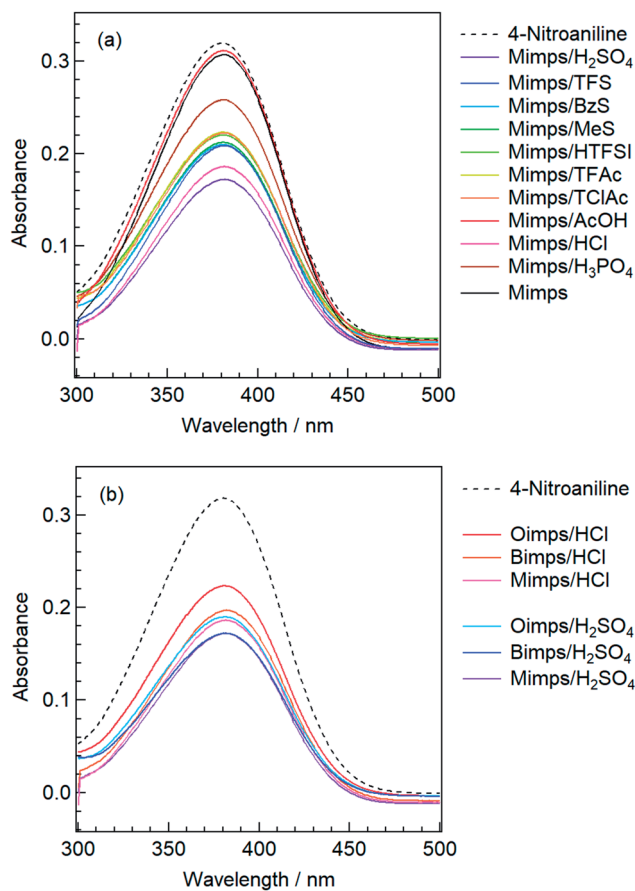 (a)
4-Nitroaniline
Mimps/H₂SO₄
Mimps/TFS
Mimps/BzS
Mimps/MeS
Mimps/HTFSI
Mimps/TFAc
Mimps/TClAc
Mimps/AcOH
Mimps/HCl
Mimps/H₃PO₄
Mimps
Absorbance
0.3
0.2
0.1
0.0
300 350 400 450 500
Wavelength / nm
(b)
4-Nitroaniline
Oimps/HCl
Bimps/HCl
Mimps/HCl
Oimps/H₂SO₄
Bimps/H₂SO₄
Mimps/H₂SO₄
Absorbance
0.3
0.2
0.1
0.0
300 350 400 450 500
Wavelength / nm